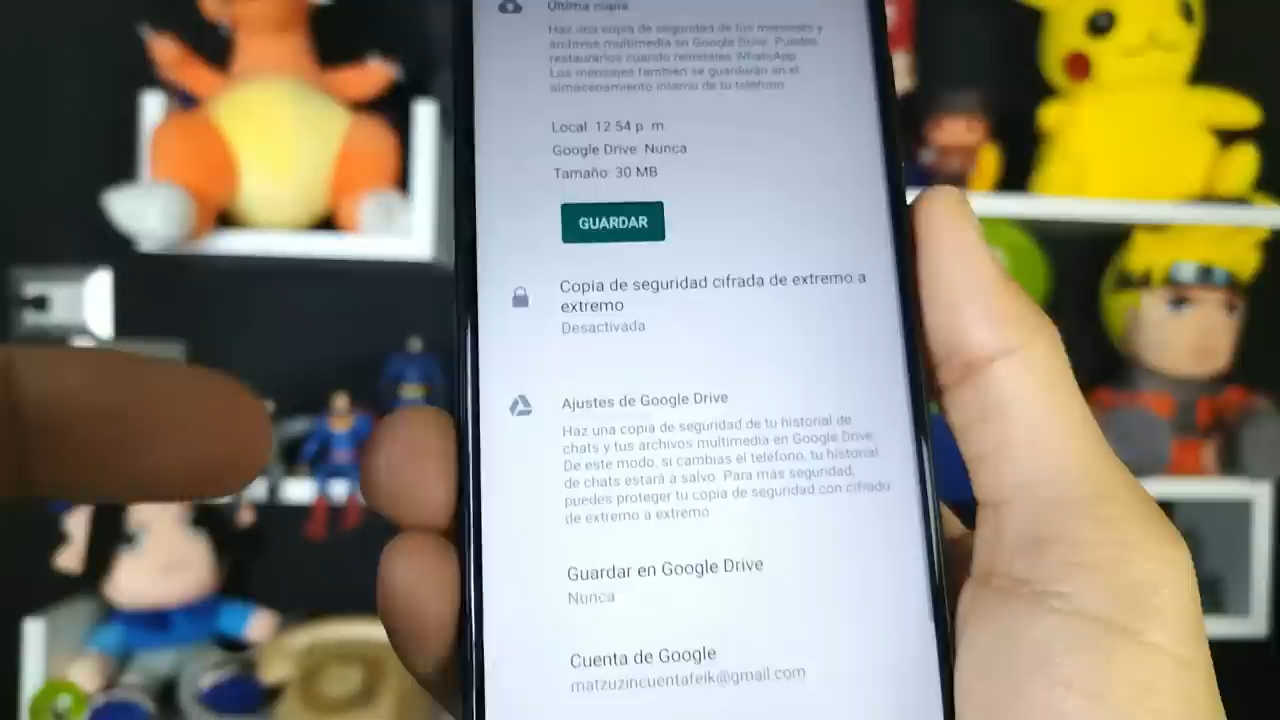 Última copia
Haz una copia de seguridad de tus mensajes y
archivos multimedia en Google Drive. Puedes
restaurarlos cuando reinstales WhatsApp.
Los mensajes también se guardarán en el
almacenamiento interno de tu teléfono.
Local: 12:54 p. m.
Google Drive: Nunca
Tamaño: 30 MB
GUARDAR
Copia de seguridad cifrada de extremo a
extremo
Desactivada
Ajustes de Google Drive
Haz una copia de seguridad de tu historial de
chats y tus archivos multimedia en Google Drive.
De este modo, si cambias el teléfono, tu historial
de chats estará a salvo. Para más seguridad,
puedes proteger tu copia de seguridad con cifrado
de extremo a extremo.
Guardar en Google Drive
Nunca
Cuenta de Google
matzuzincuentafeik@gmail.com